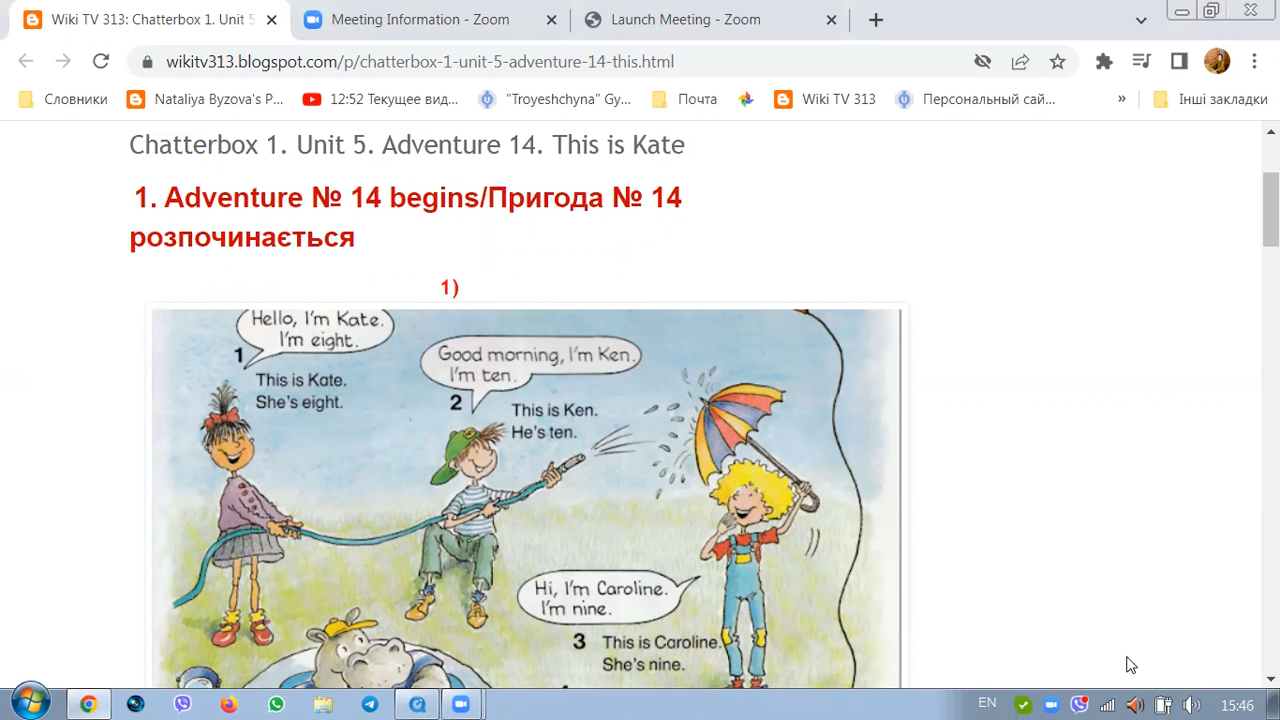 Wiki TV 313: Chatterbox 1. Unit 5
Meeting Information - Zoom
Launch Meeting - Zoom
wikitv313.blogspot.com/p/chatterbox-1-unit-5-adventure-14-this.html
Словники
Nataliya Byzova's P...
12:52 Текущее вид...
"Troyeshchyna" Gy...
Почта
Wiki TV 313
Персональный сай...
»
Інші закладки
Chatterbox 1. Unit 5. Adventure 14. This is Kate
1. Adventure № 14 begins/Пригода № 14
розпочинається
1)
Hello, I'm Kate.
I'm eight.
1
This is Kate.
She's eight.
Good morning, I'm Ken.
I'm ten.
2
This is Ken.
He's ten.
Hi, I'm Caroline.
I'm nine.
3 This is Caroline.
She's nine.
EN
15:46